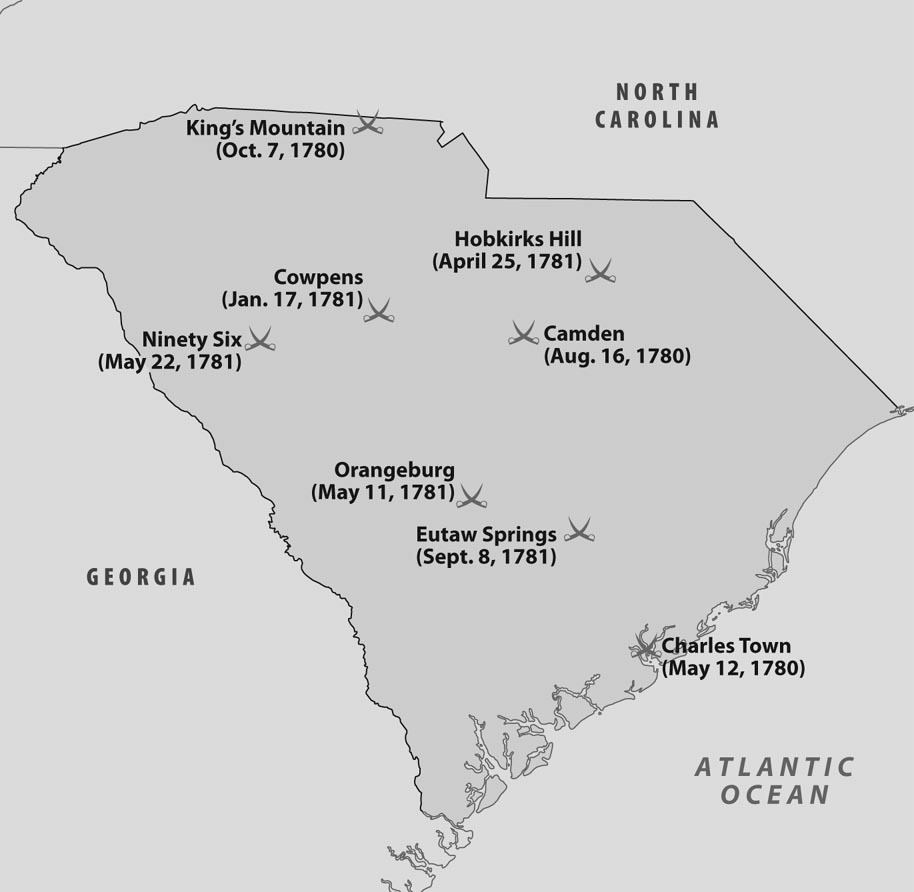 NORTH
CAROLINA
King's Mountain
(Oct. 7, 1780)
Hobkirks Hill
(April 25, 1781)
Cowpens
(Jan. 17, 1781)
Ninety Six
(May 22, 1781)
Camden
(Aug. 16, 1780)
Orangeburg
(May 11, 1781)
Eutaw Springs
(Sept. 8, 1781)
GEORGIA
Charles Town
(May 12, 1780)
ATLANTIC
OCEAN